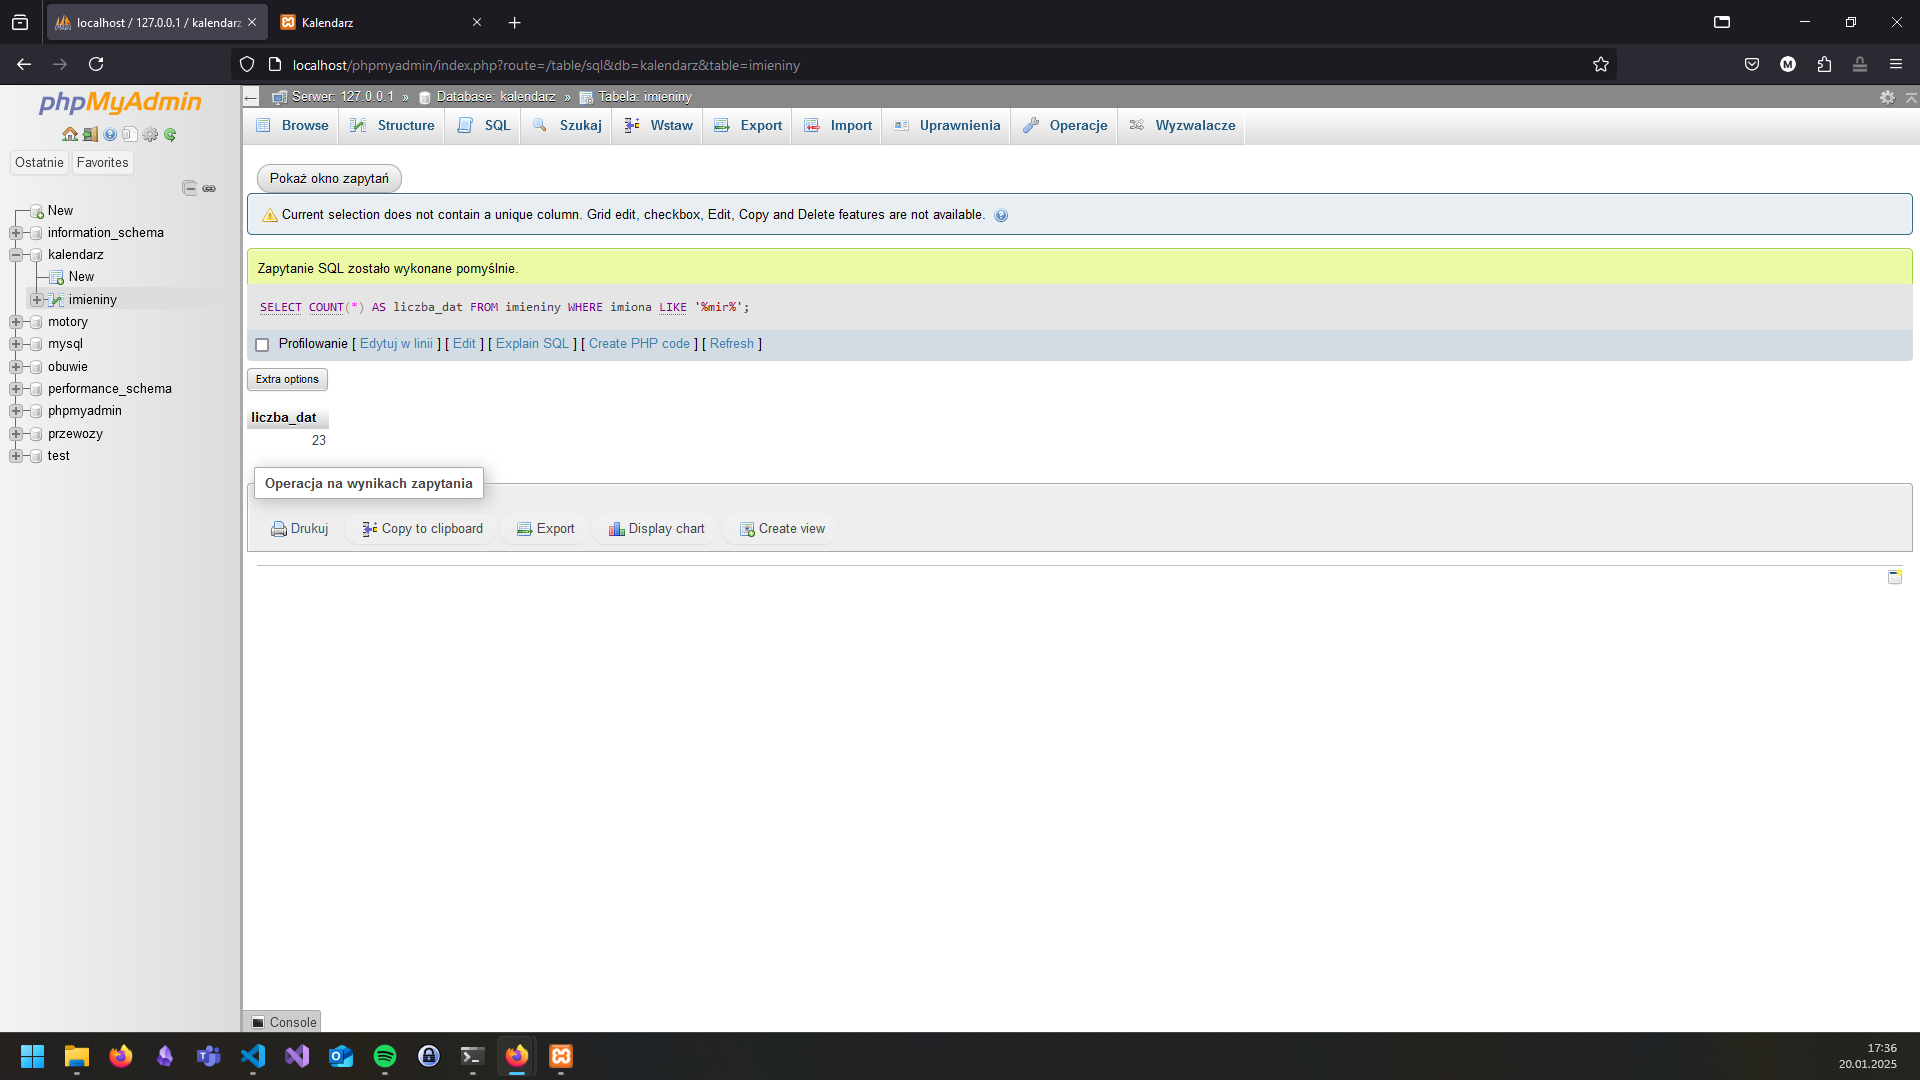 localhost / 127.0.0.1 / kalendarz
Kalendarz
localhost/phpmyadmin/index.php?route=/table/sql&db=kalendarz&table=imieniny
M
phpMyAdmin
Ostatnie Favorites
New
information_schema
kalendarz
New
imieniny
motory
mysql
obuwie
performance_schema
phpmyadmin
przewozy
test
Serwer: 127.0.0.1 » Database: kalendarz » Tabela: imieniny
Browse Structure SQL Szukaj Wstaw Export Import Uprawnienia Operacje Wyzwalacze
Pokaż okno zapytań
Current selection does not contain a unique column. Grid edit, checkbox, Edit, Copy and Delete features are not available.
Zapytanie SQL zostało wykonane pomyślnie.
SELECT COUNT(*) AS liczba_dat FROM imieniny WHERE imiona LIKE '%mir%';
Profilowanie [ Edytuj w linii ] [ Edit ] [ Explain SQL ] [ Create PHP code ] [ Refresh ]
Extra options
liczba_dat
23
Operacja na wynikach zapytania
Drukuj Copy to clipboard Export Display chart Create view
Console
17:36
20.01.2025